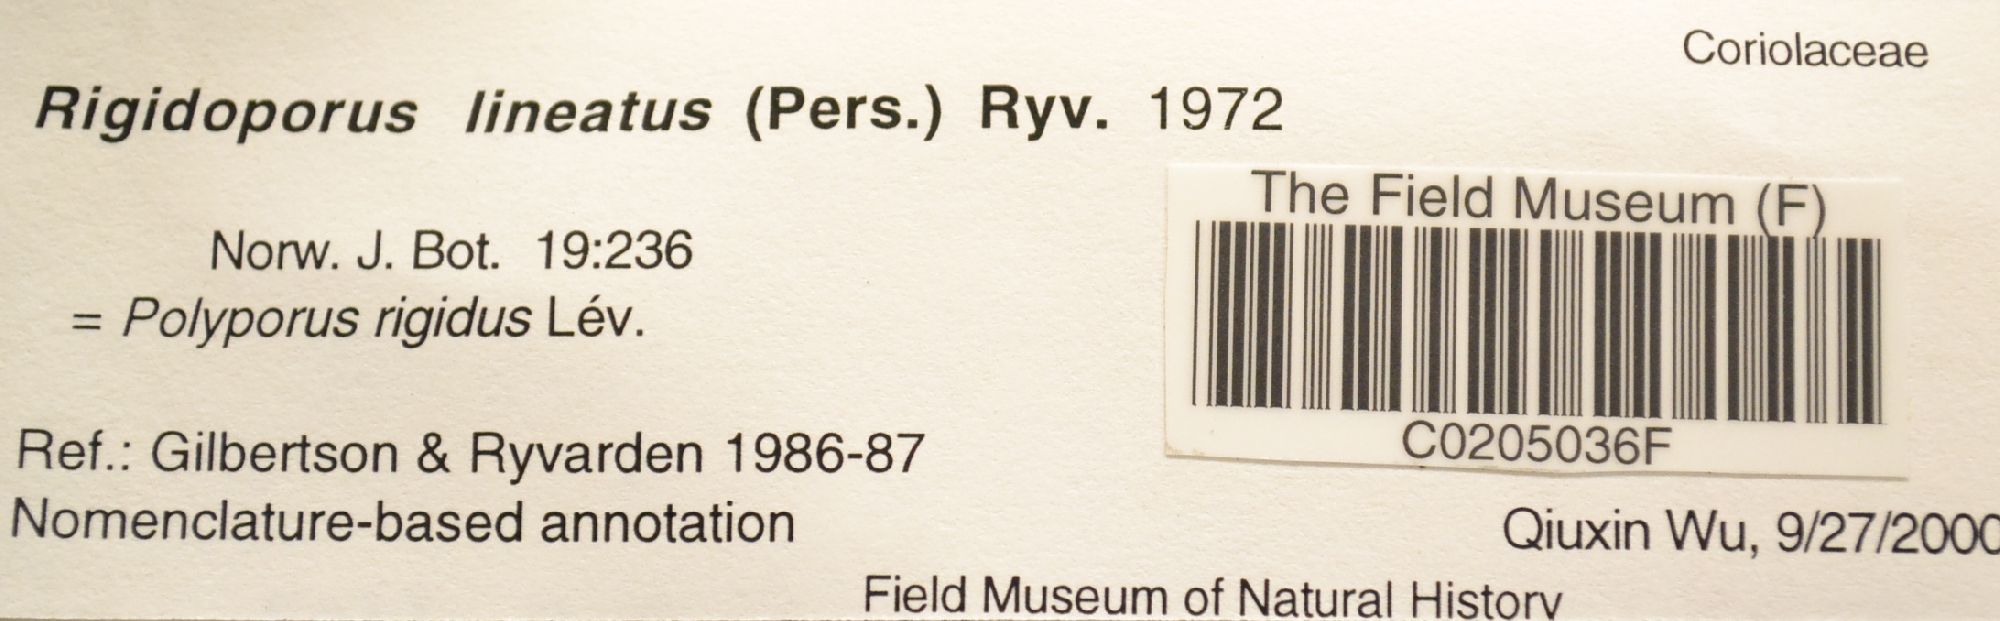 Coriolaceae
Rigidoporus lineatus (Pers.) Ryv. 1972
The Field Museum (F)
Norw. J. Bot. 19:236
= Polyporus rigidus Lév.
C0205036F
Ref.: Gilbertson & Ryvarden 1986-87
Nomenclature-based annotation
Qiuxin Wu, 9/27/2000
Field Museum of Natural History